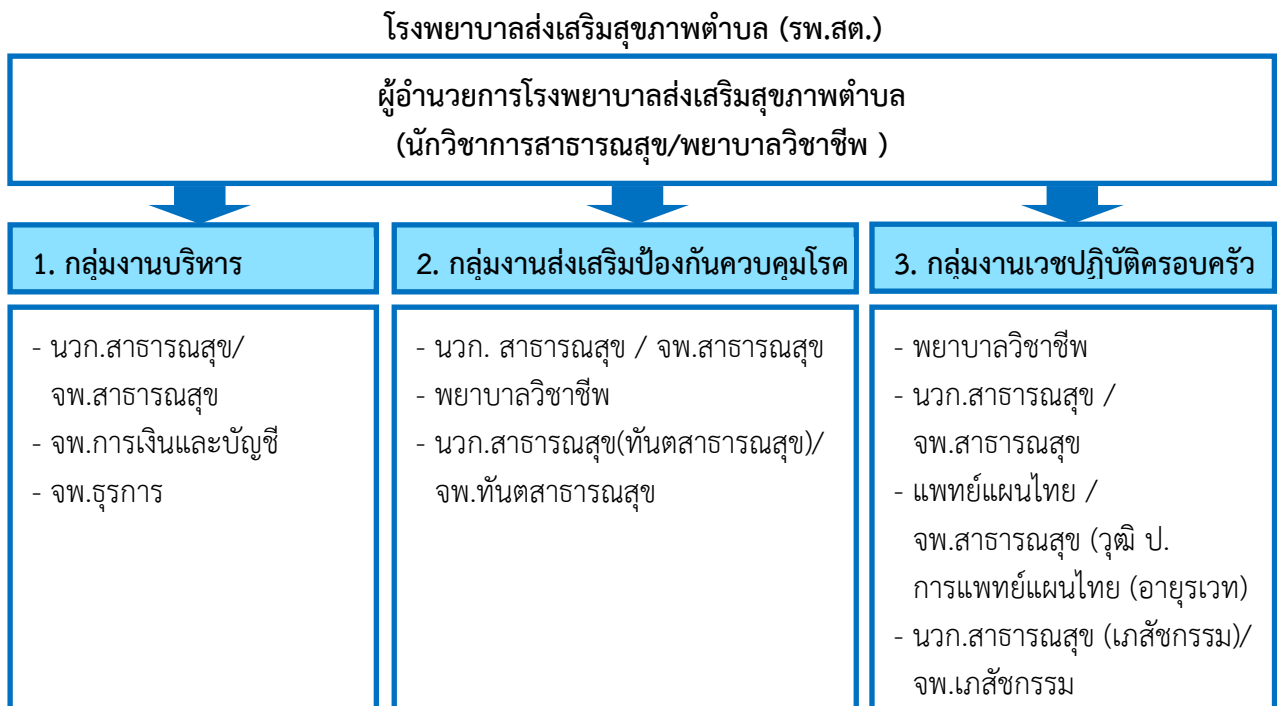 โรงพยาบาลส่งเสริมสุขภาพตำบล (รพ.สต.)
ผู้อำนวยการโรงพยาบาลส่งเสริมสุขภาพตำบล
(นักวิชาการสาธารณสุข/พยาบาลวิชาชีพ )
1. กลุ่มงานบริหาร
- นวก.สาธารณสุข/
จพ.สาธารณสุข
- จพ.การเงินและบัญชี
- จพ.ธุรการ
2. กลุ่มงานส่งเสริมป้องกันควบคุมโรค
- นวก. สาธารณสุข / จพ.สาธารณสุข
- พยาบาลวิชาชีพ
- นวก.สาธารณสุข(ทันตสาธารณสุข)/
จพ.ทันตสาธารณสุข
3. กลุ่มงานเวชปฏิบัติครอบครัว
- พยาบาลวิชาชีพ
- นวก.สาธารณสุข /
จพ.สาธารณสุข
- แพทย์แผนไทย /
จพ.สาธารณสุข (วุฒิ ป.
การแพทย์แผนไทย (อายุรเวท)
- นวก.สาธารณสุข (เภสัชกรรม)/
จพ.เภสัชกรรม